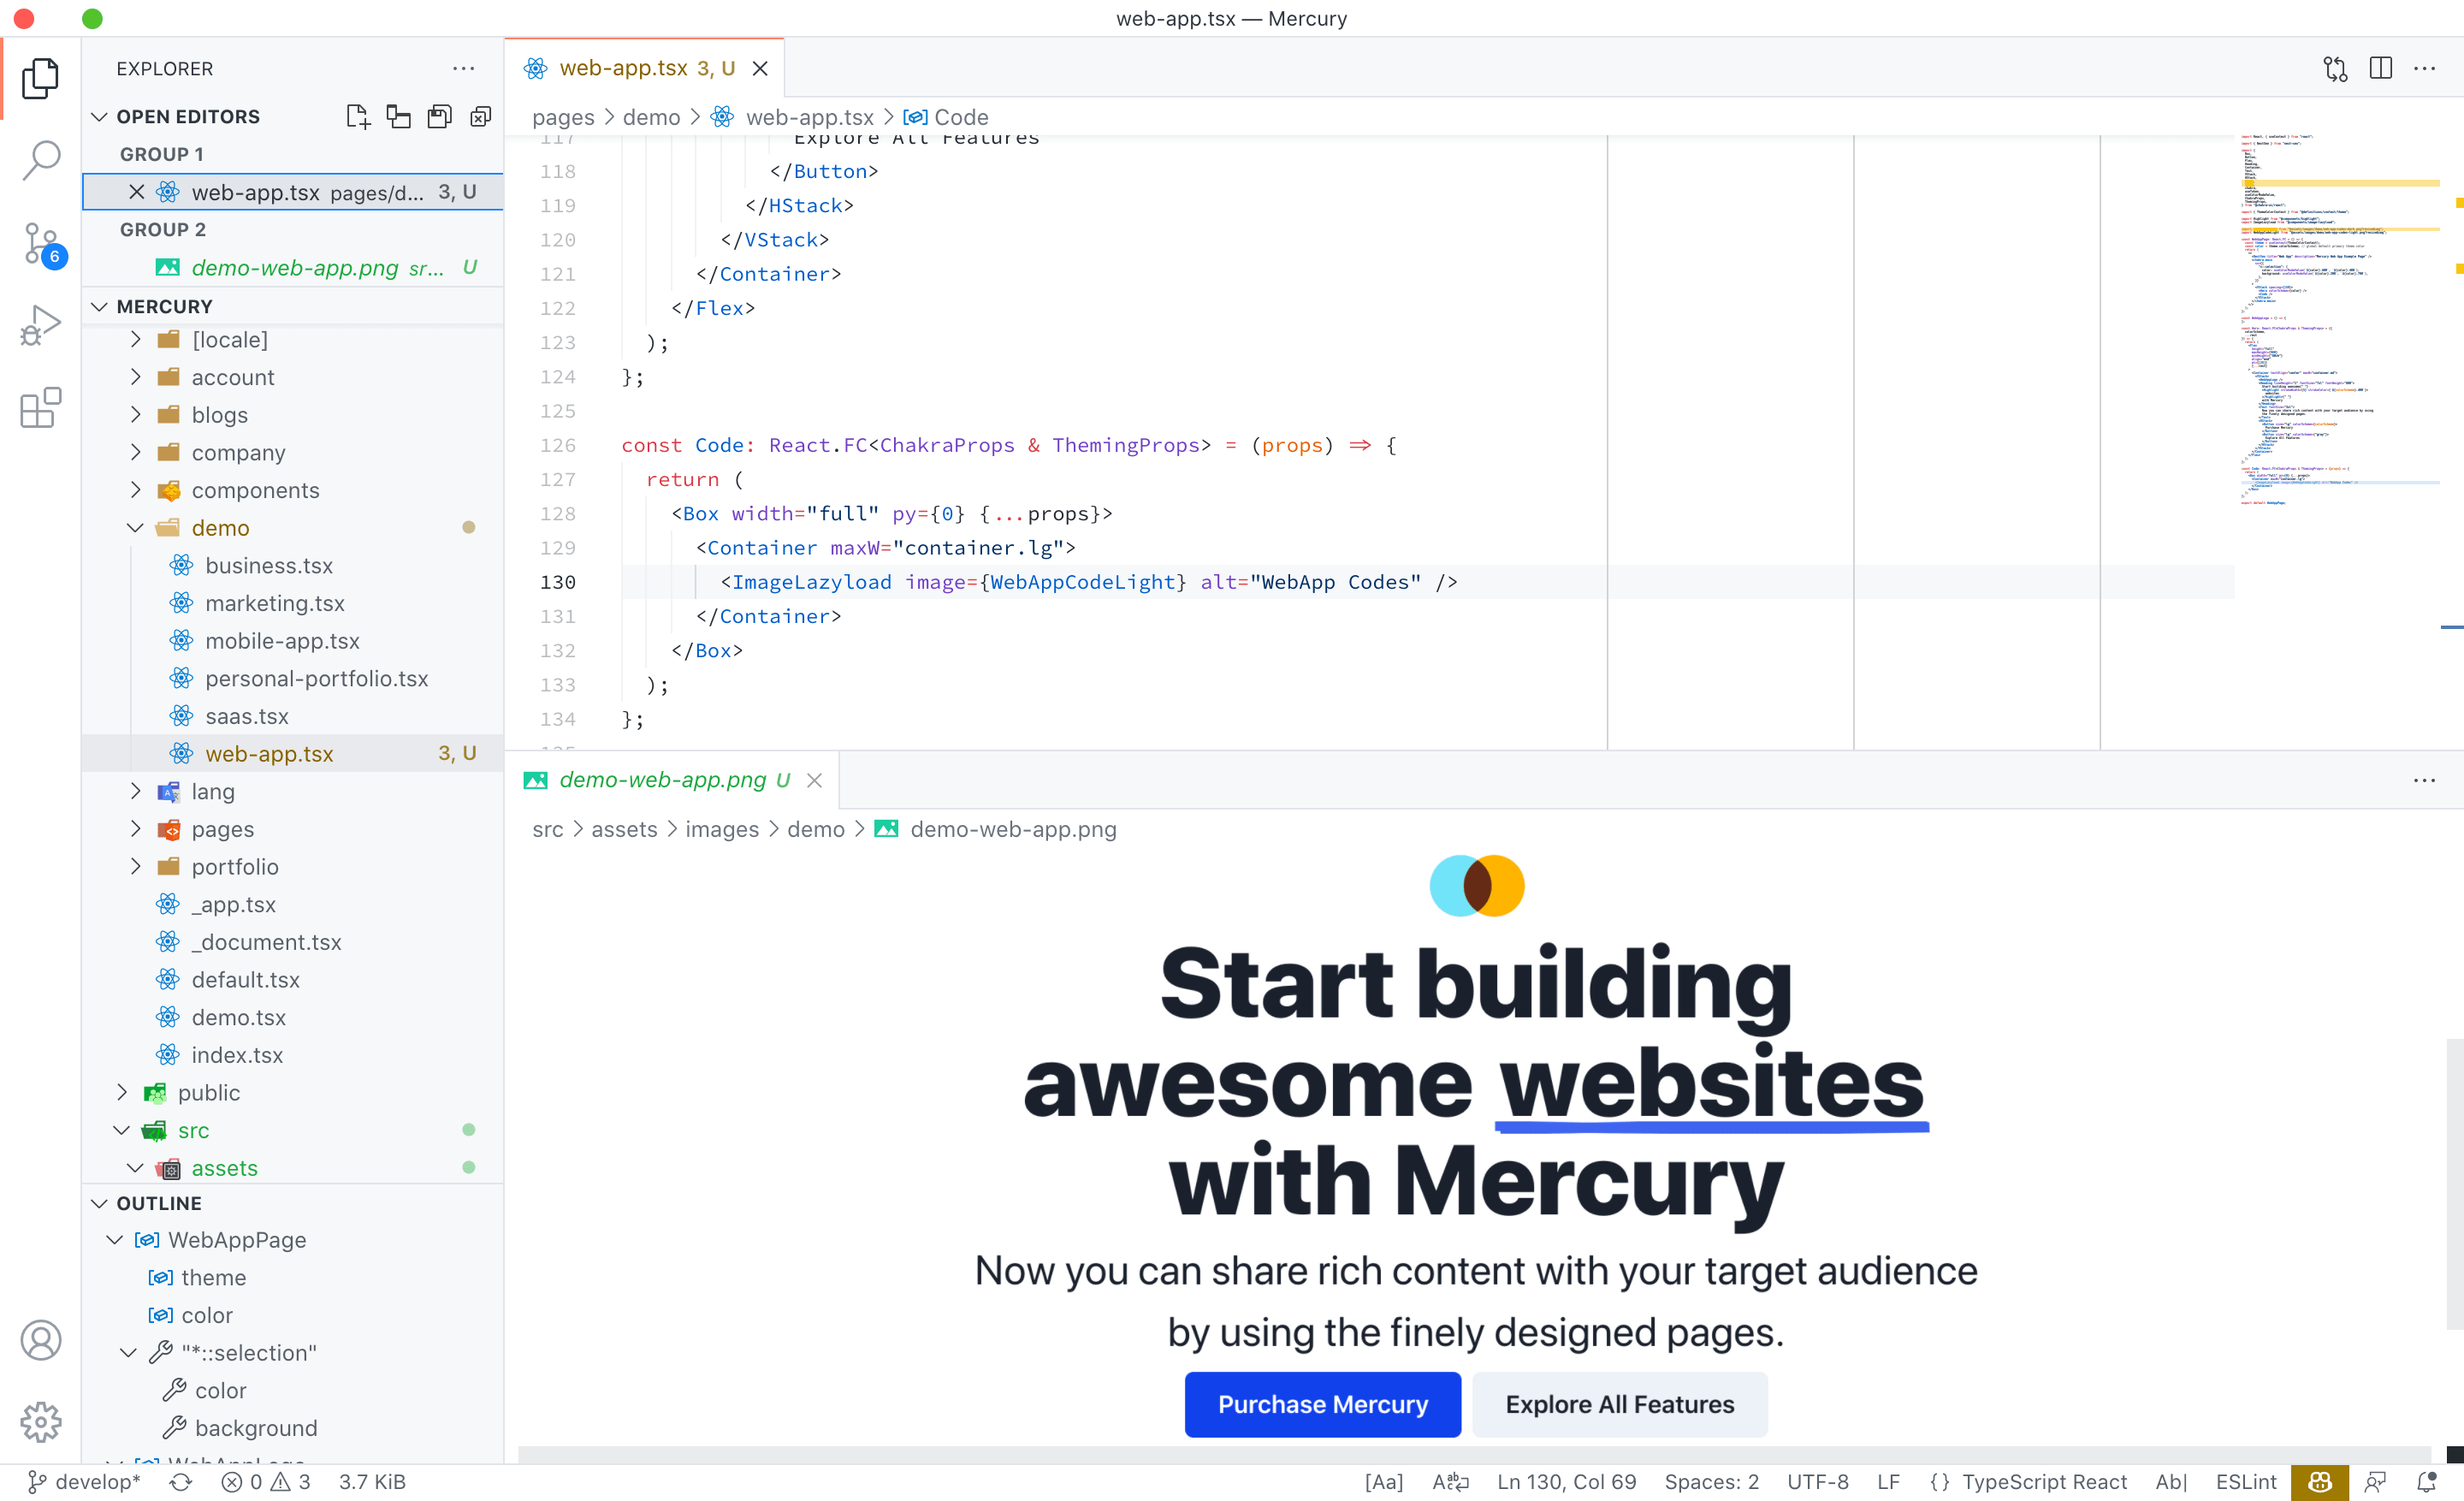 web-app.tsx — Mercury
EXPLORER
OPEN EDITORS
GROUP 1
web-app.tsx pages/d... 3, U
GROUP 2
demo-web-app.png sr... U
MERCURY
[locale]
account
blogs
company
components
demo
business.tsx
marketing.tsx
mobile-app.tsx
personal-portfolio.tsx
saas.tsx
web-app.tsx 3, U
lang
pages
portfolio
_app.tsx
_document.tsx
default.tsx
demo.tsx
index.tsx
public
src
assets
OUTLINE
WebAppPage
theme
color
"*::selection"
color
background
WebAppLogo
6
web-app.tsx 3, U
pages > demo > web-app.tsx > Code
117 Explore All Features
118 </Button>
119 </HStack>
120 </VStack>
121 </Container>
122 </Flex>
123 );
124 };
125
126 const Code: React.FC<ChakraProps & ThemingProps> = (props) => {
127 return (
128 <Box width="full" py={0} {...props}>
129 <Container maxW="container.lg">
130 <ImageLazyload image={WebAppCodeLight} alt="WebApp Codes" />
131 </Container>
132 </Box>
133 );
134 };
135
demo-web-app.png U
src > assets > images > demo > demo-web-app.png
Start building
awesome websites
with Mercury
Now you can share rich content with your target audience
by using the finely designed pages.
Purchase Mercury Explore All Features
develop* 0 3 3.7 KiB [Aa] Ln 130, Col 69 Spaces: 2 UTF-8 LF {} TypeScript React Ab| ESLint